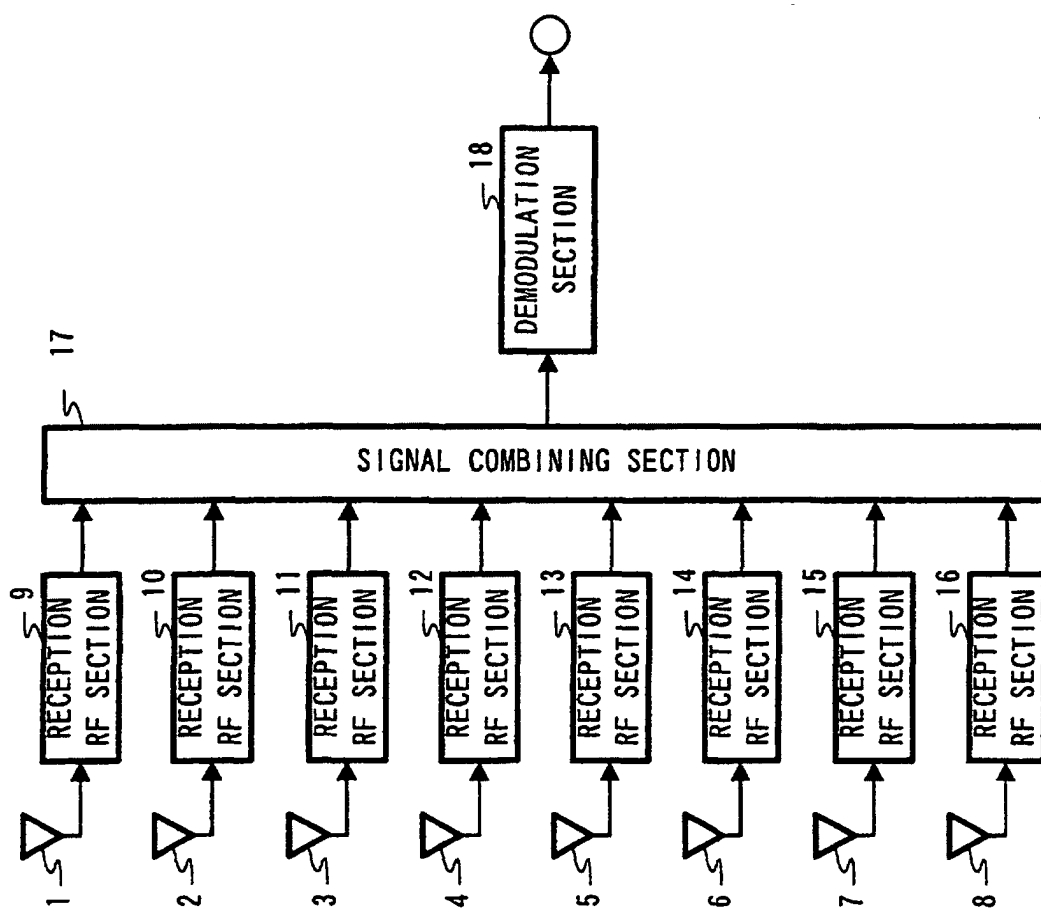 1
2
3
4
5
6
7
8
9
RECEPTION
RF SECTION
10
RECEPTION
RF SECTION
11
RECEPTION
RF SECTION
12
RECEPTION
RF SECTION
13
RECEPTION
RF SECTION
14
RECEPTION
RF SECTION
15
RECEPTION
RF SECTION
16
RECEPTION
RF SECTION
17
SIGNAL COMBINING SECTION
18
DEMODULATION
SECTION